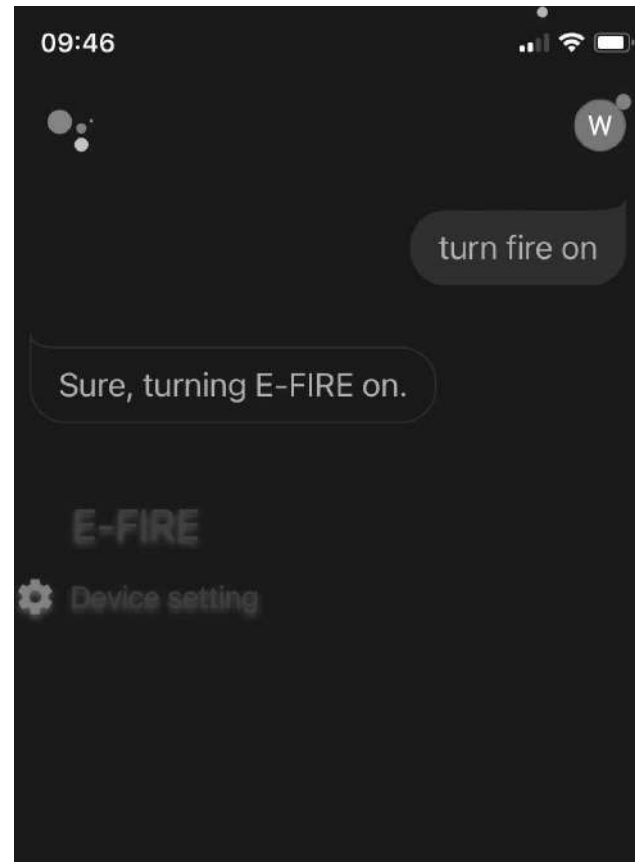 09:46
W
turn fire on
Sure, turning E-FIRE on.
E-FIRE
Device setting